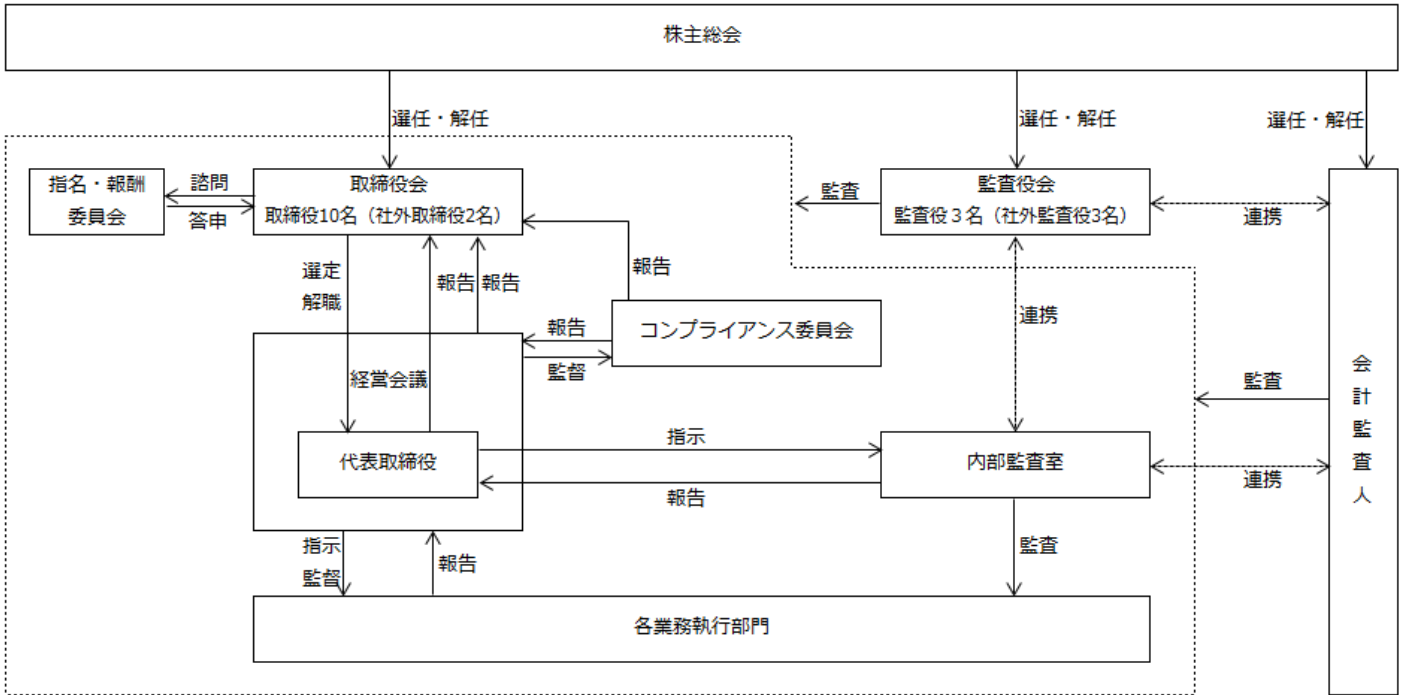 株主総会
選任・解任
選任・解任
選任・解任
指名・報酬
委員会
諮問
答申
取締役会
取締役10名（社外取締役2名）
監査
監査役会
監査役３名（社外監査役3名）
連携
選定
解職
報告
報告
報告
コンプライアンス委員会
連携
報告
監督
経営会議
代表取締役
指示
報告
内部監査室
監査
連携
会計監査人
指示
監督
報告
監査
各業務執行部門